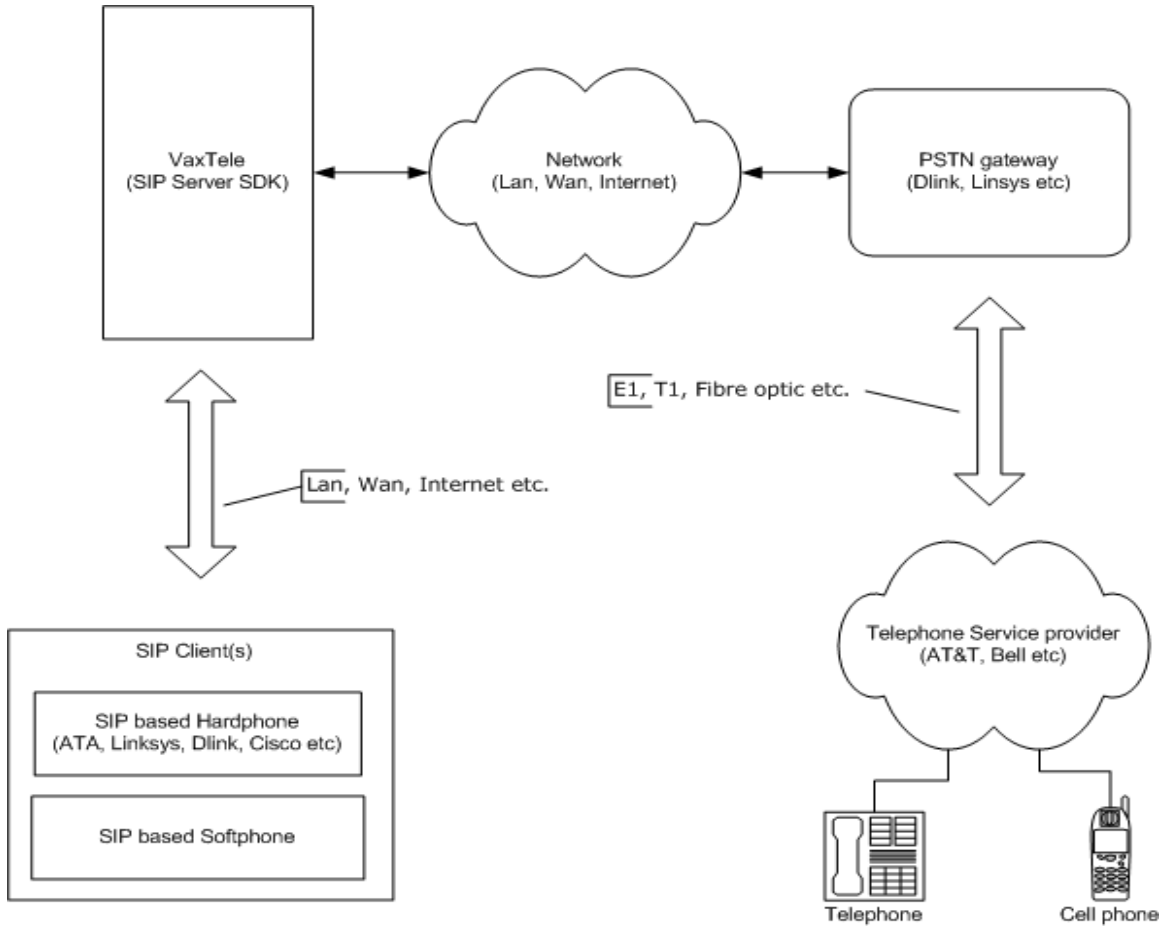 VaxTele
(SIP Server SDK)
Network
(Lan, Wan, Internet)
PSTN gateway
(Dlink, Linsys etc)
E1, T1, Fibre optic etc.
Lan, Wan, Internet etc.
SIP Client(s)
SIP based Hardphone
(ATA, Linksys, Dlink, Cisco etc)
SIP based Softphone
Telephone Service provider
(AT&T, Bell etc)
Telephone
Cell phone